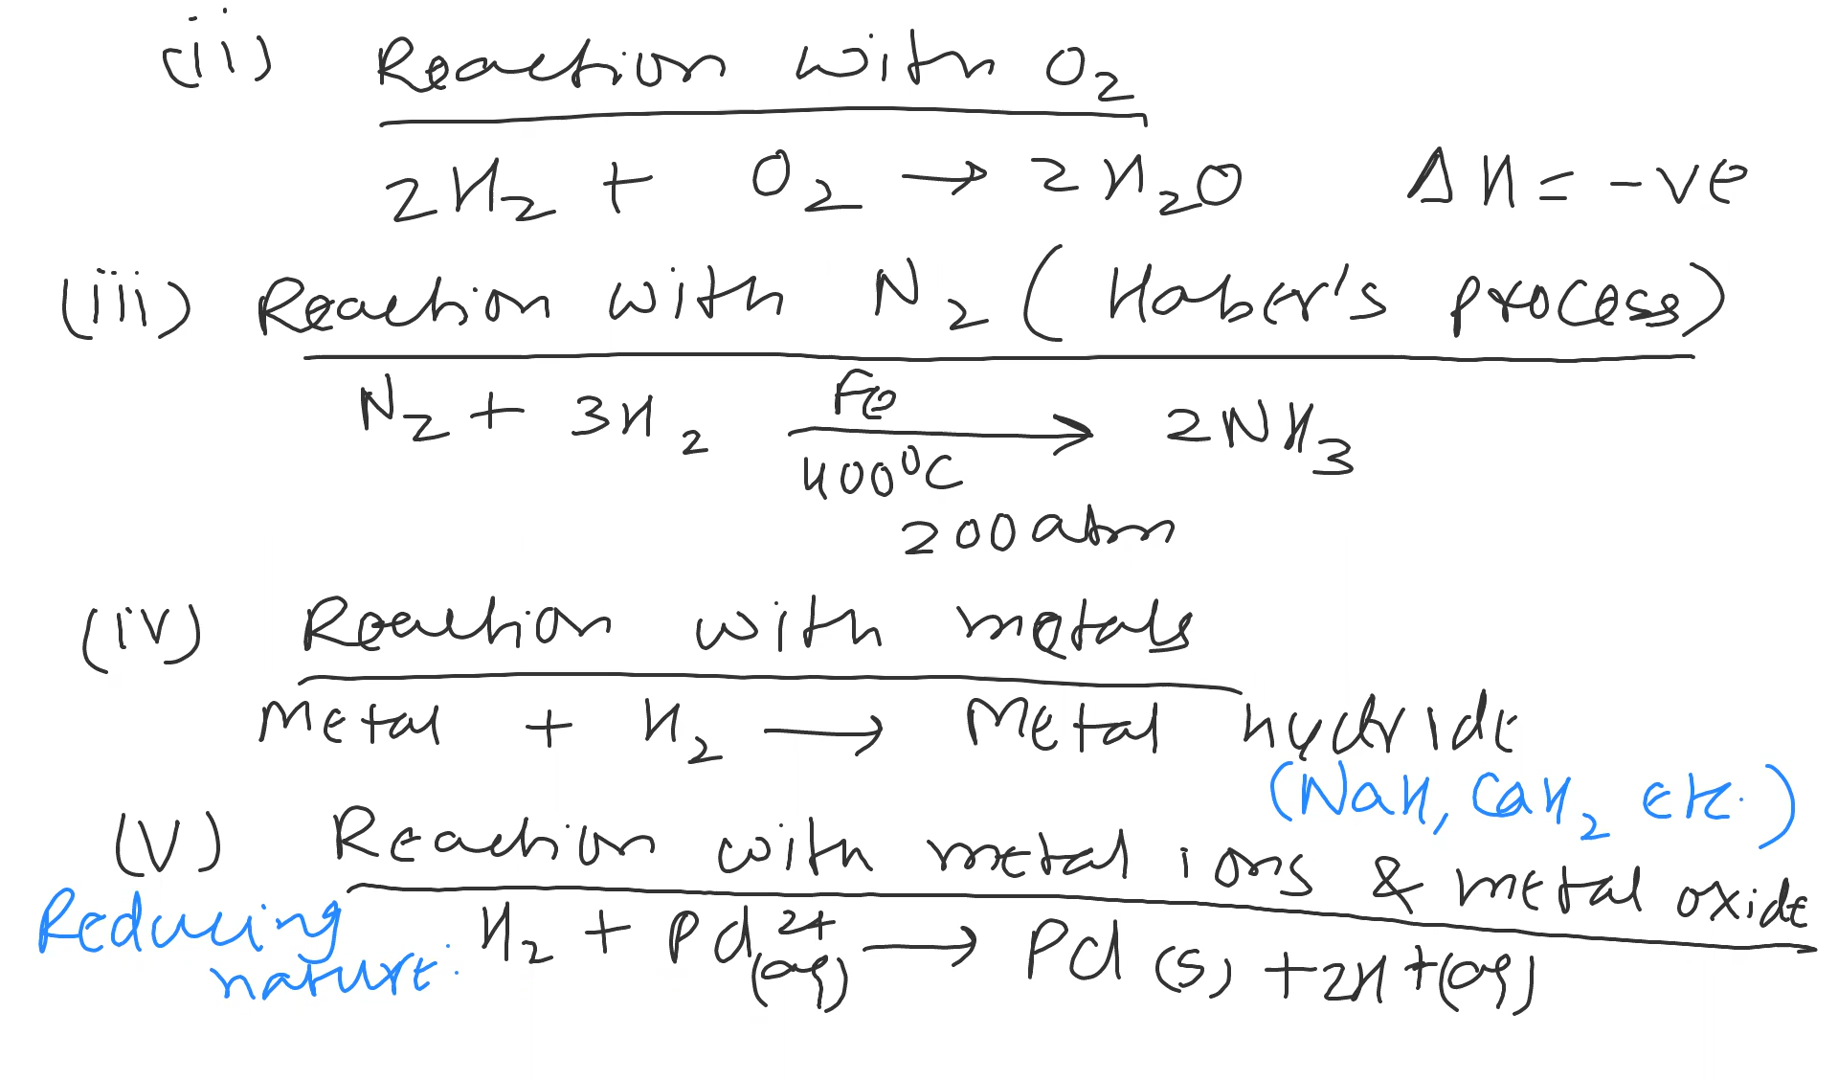 (ii) Reaction with O₂
2H₂ + O₂ → 2H₂O ΔH = -ve
(iii) Reaction with N₂ (Haber's process)
N₂ + 3H₂ Fe → 2NH₃
400°C
200 atm
(iv) Reaction with metals
Metal + H₂ → Metal hydride
(NaH, CaH₂ etc.)
(v) Reaction with metal ions & metal oxide
Reducing nature: H₂ + Pd²⁺(aq) → Pd (s) + 2H⁺(aq)